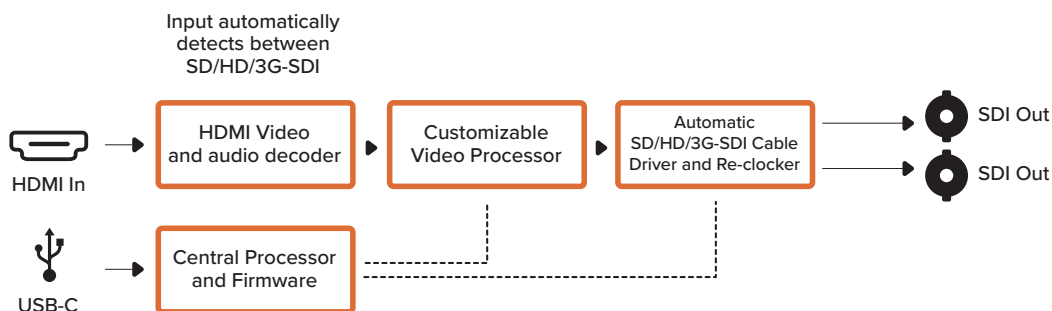 Input automatically
detects between
SD/HD/3G-SDI
HDMI In
HDMI Video
and audio decoder
Customizable
Video Processor
Automatic
SD/HD/3G-SDI Cable
Driver and Re-clocker
SDI Out
SDI Out
USB-C
Central Processor
and Firmware